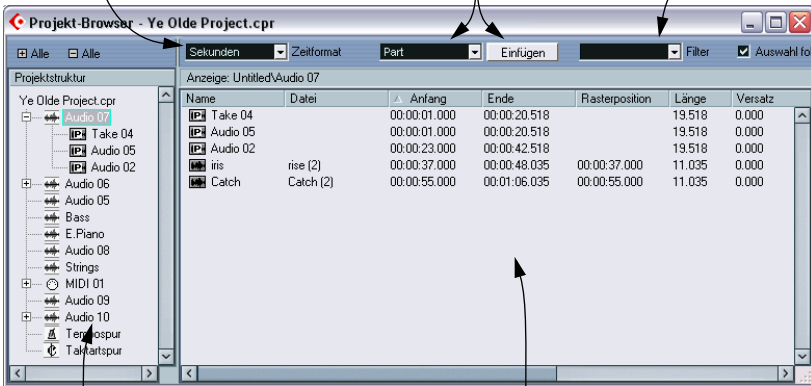 Projekt-Browser - Ye Olde Project.cpr
Alle Alle Sekunden Zeitformat Part Einfügen Filter Auswahl fo
Projektstruktur Anzeige: Untitled\Audio 07
Name Datei Anfang Ende Rasterposition Länge Versatz
Take 04 00:00:01.000 00:00:20.518 19.518 0.000
Audio 05 00:00:01.000 00:00:20.518 19.518 0.000
Audio 02 00:00:23.000 00:00:42.518 19.518 0.000
iris rise (2) 00:00:37.000 00:00:48.035 00:00:37.000 11.035 0.000
Catch Catch (2) 00:00:55.000 00:01:06.035 00:00:55.000 11.035 0.000
Ye Olde Project.cpr
Audio 07
Take 04
Audio 05
Audio 02
Audio 06
Audio 05
Bass
E.Piano
Audio 08
Strings
MIDI 01
Audio 09
Audio 10
Tempospur
Taktartspur